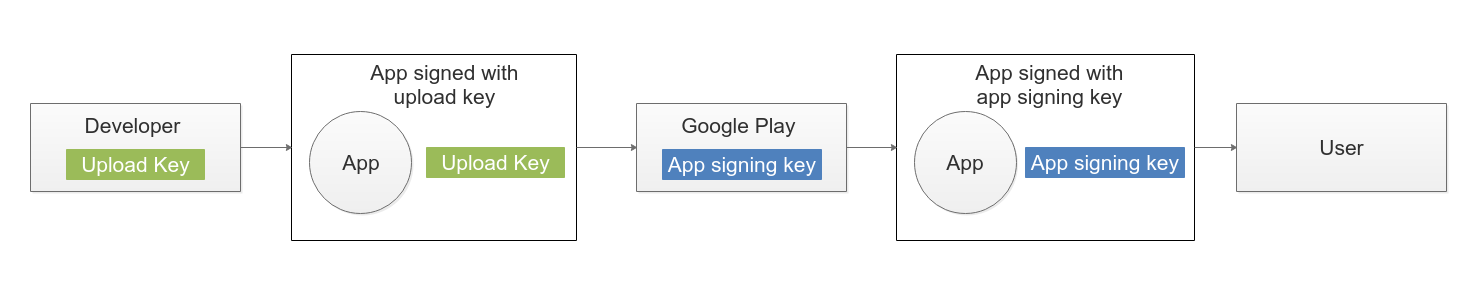 Developer
Upload Key
App signed with
upload key
App
Upload Key
Google Play
App signing key
App signed with
app signing key
App
App signing key
User